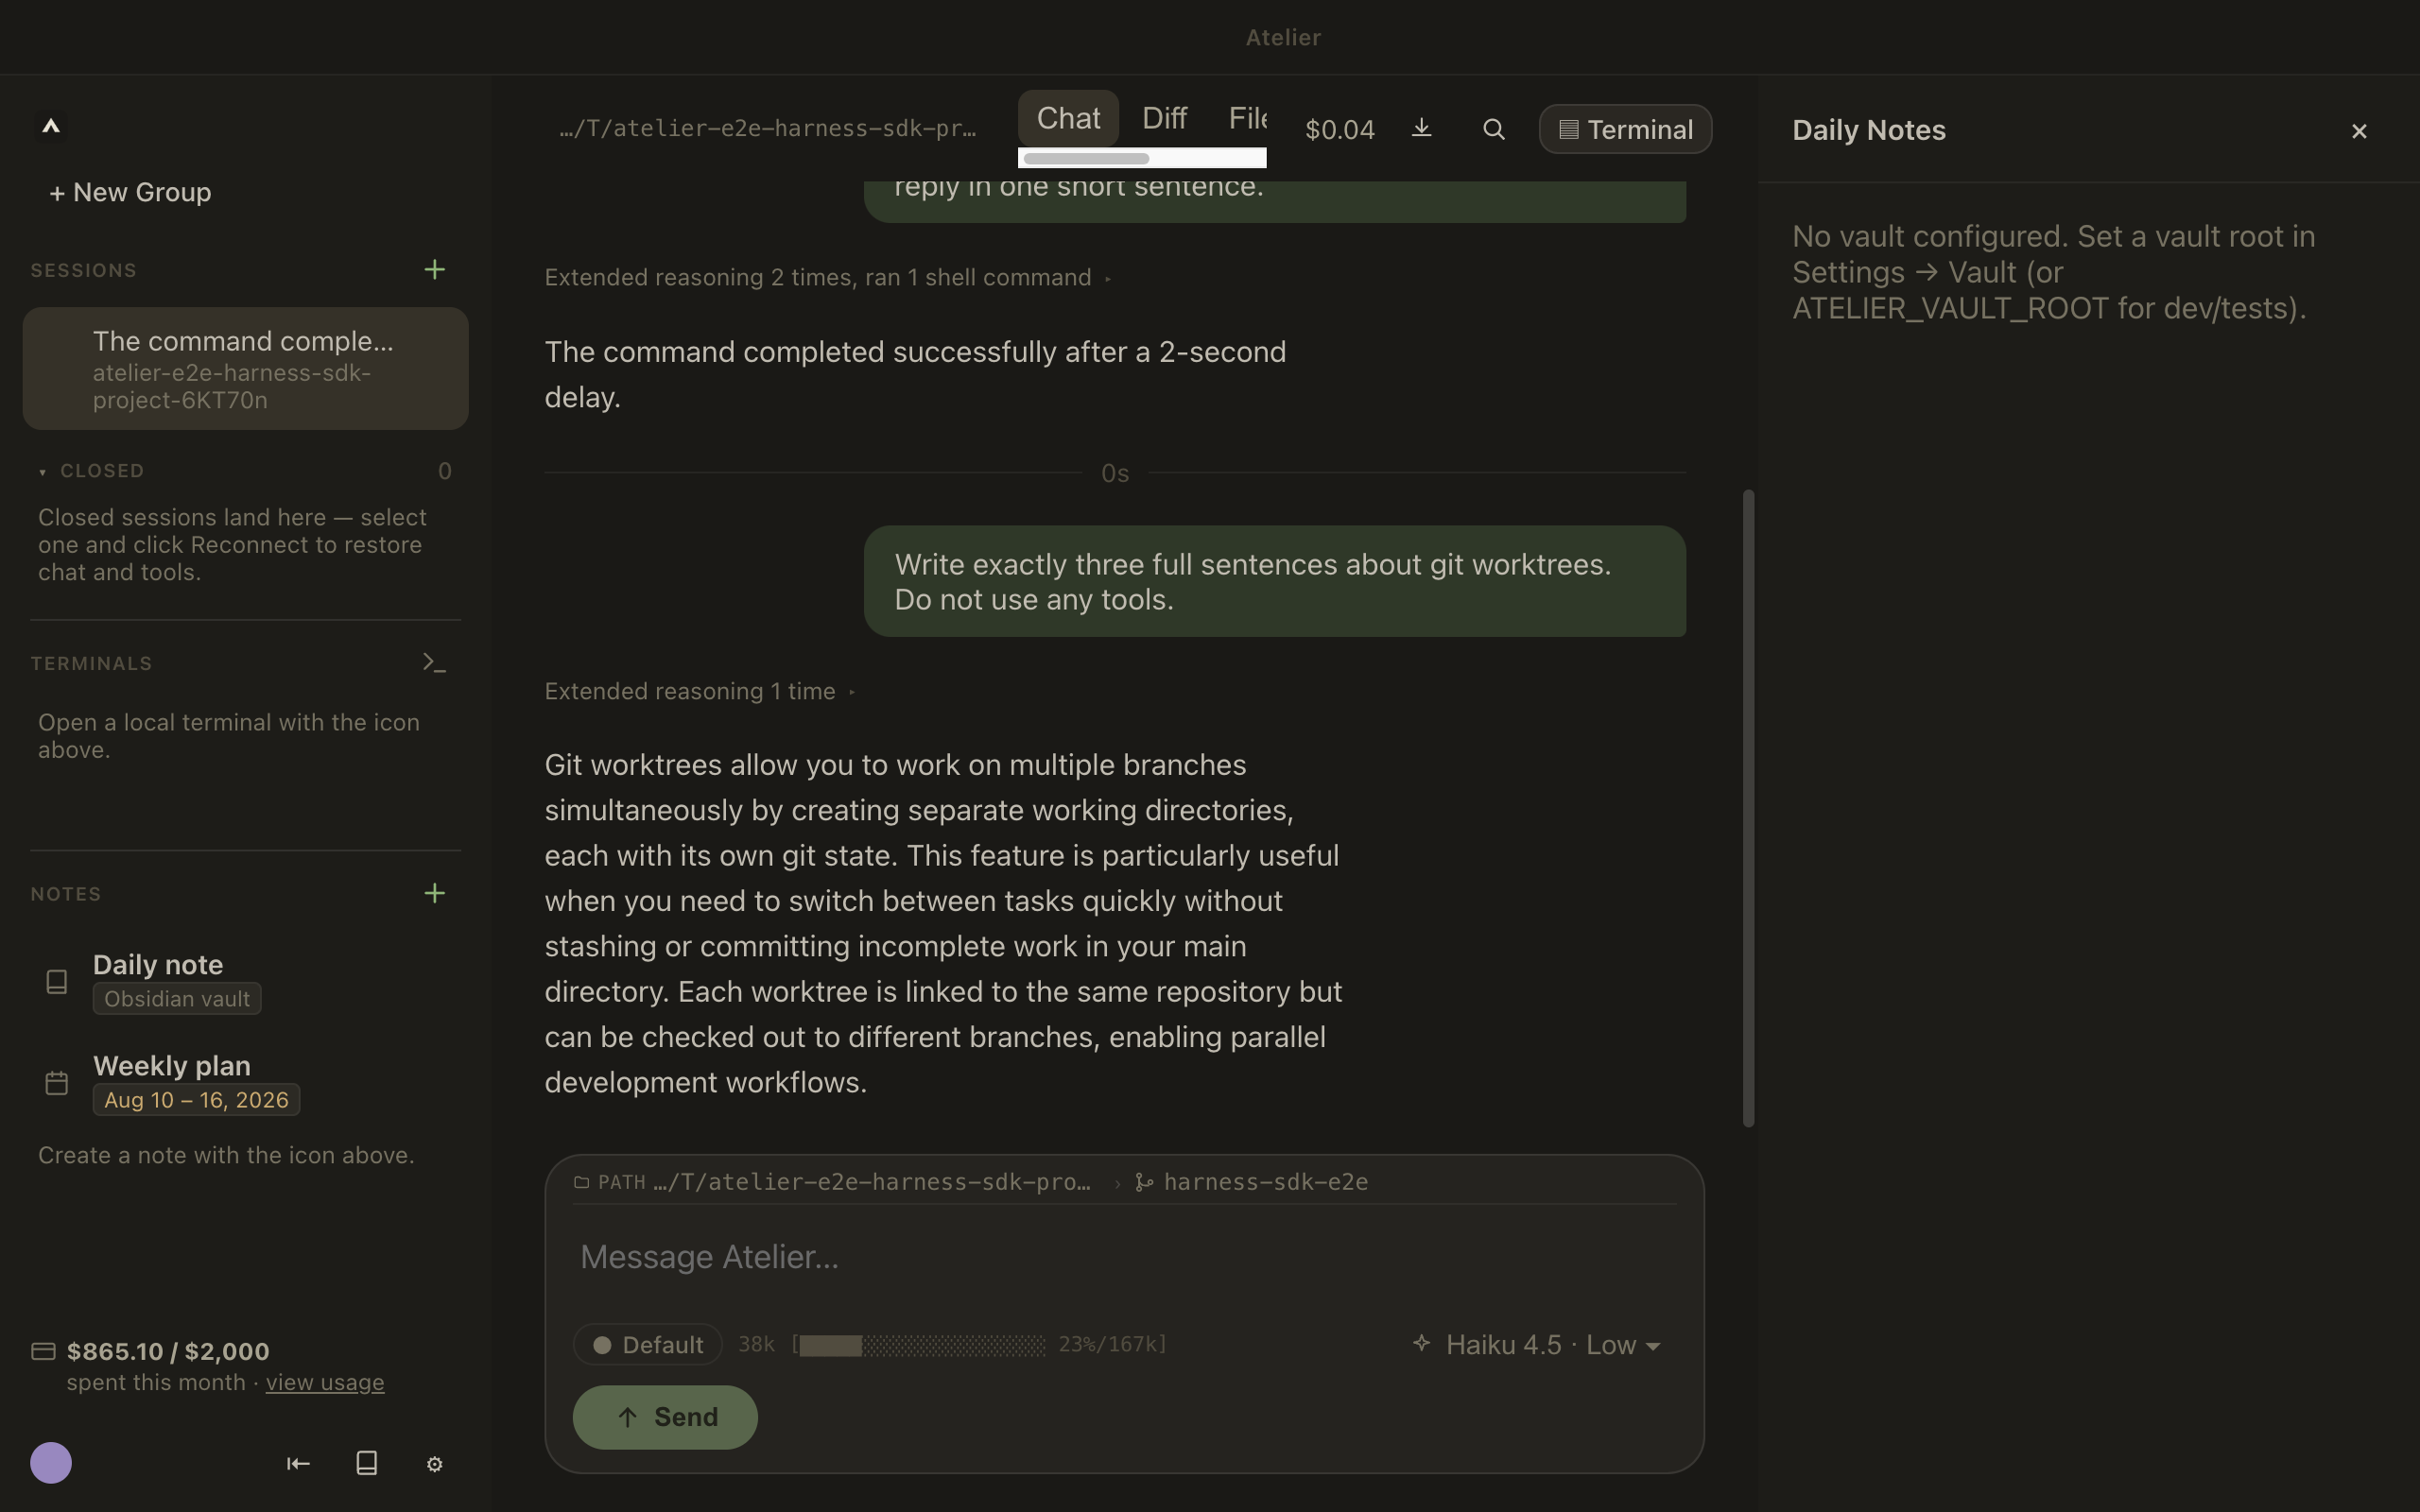 Atelier
+ New Group
SESSIONS
The command comple...
atelier-e2e-harness-sdk-
project-6KT70n
CLOSED 0
Closed sessions land here — select
one and click Reconnect to restore
chat and tools.
TERMINALS
Open a local terminal with the icon
above.
NOTES
Daily note
Obsidian vault
Weekly plan
Aug 10 – 16, 2026
Create a note with the icon above.
$865.10 / $2,000
spent this month · view usage
…/T/atelier-e2e-harness-sdk-pr…
Chat Diff File
$0.04
Terminal
reply in one short sentence.
Extended reasoning 2 times, ran 1 shell command
The command completed successfully after a 2-second
delay.
0s
Write exactly three full sentences about git worktrees.
Do not use any tools.
Extended reasoning 1 time
Git worktrees allow you to work on multiple branches
simultaneously by creating separate working directories,
each with its own git state. This feature is particularly useful
when you need to switch between tasks quickly without
stashing or committing incomplete work in your main
directory. Each worktree is linked to the same repository but
can be checked out to different branches, enabling parallel
development workflows.
PATH …/T/atelier-e2e-harness-sdk-pro… › harness-sdk-e2e
Message Atelier...
Default 38k [ 23%/167k]
Haiku 4.5 · Low
Send
Daily Notes
No vault configured. Set a vault root in
Settings → Vault (or
ATELIER_VAULT_ROOT for dev/tests).